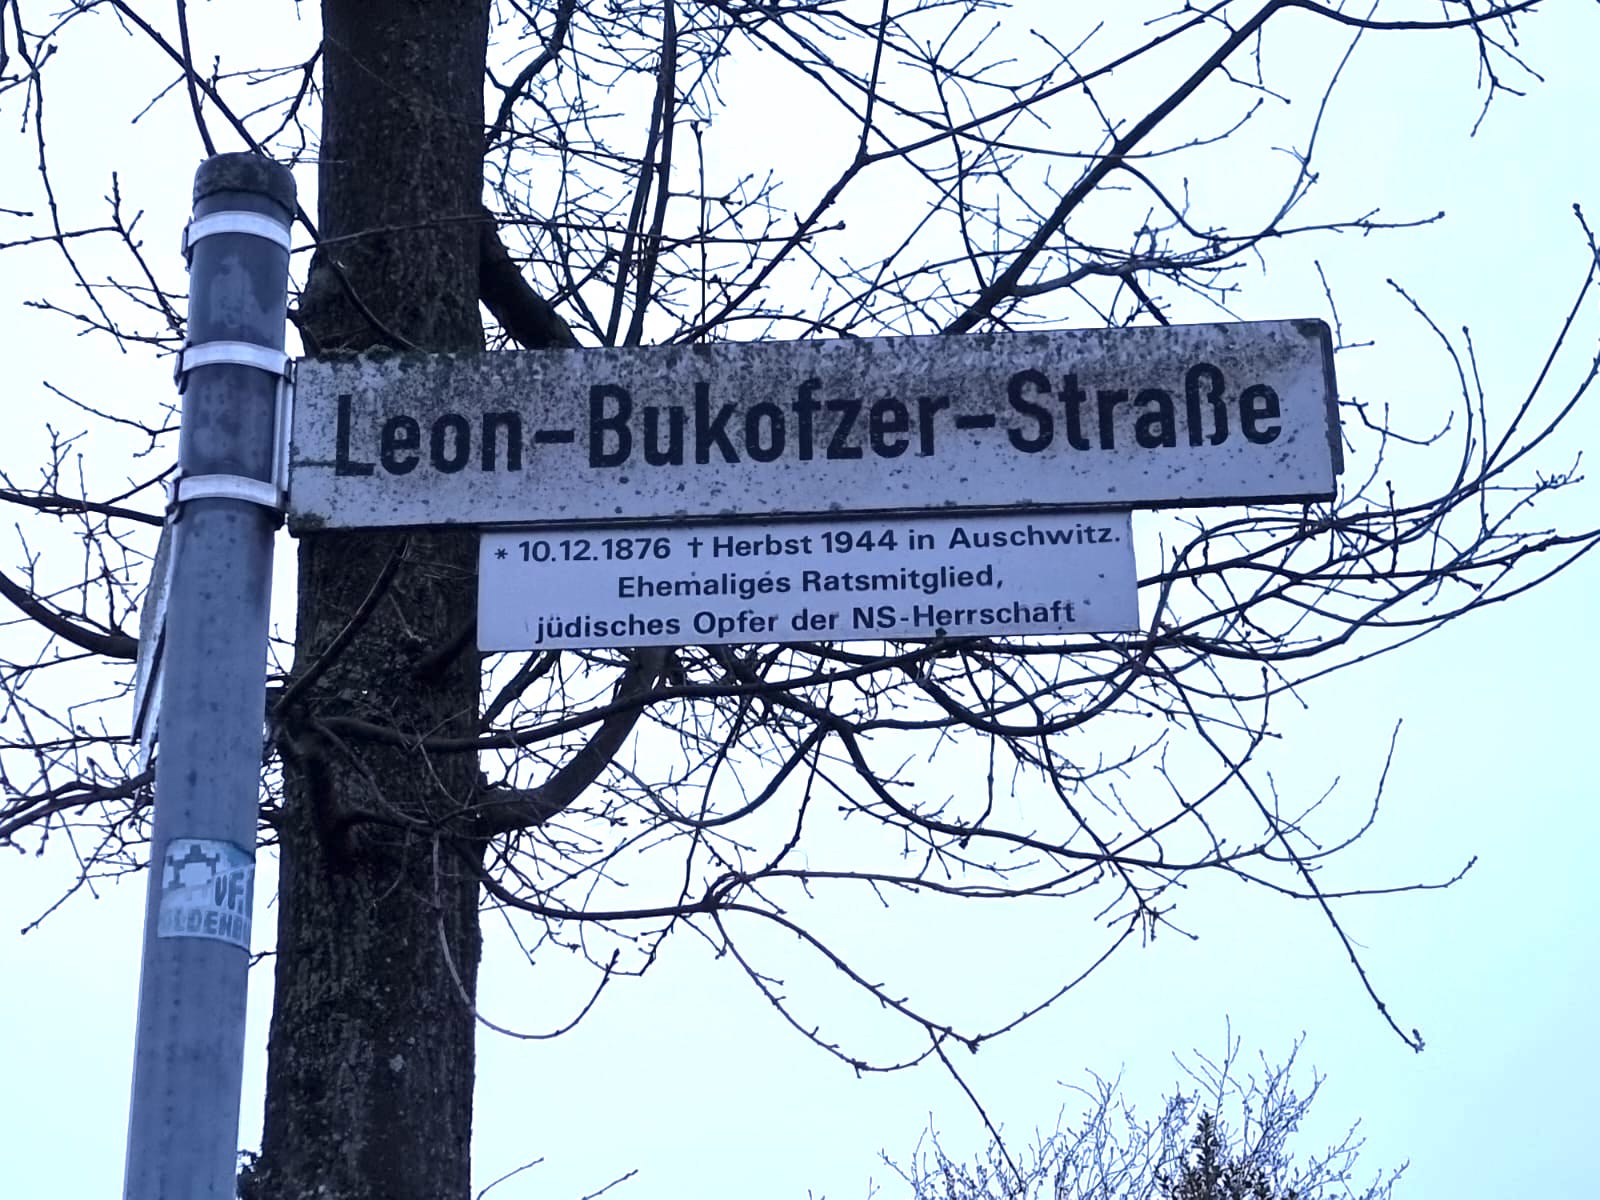 Leon-Bukofzer-Straße
* 10.12.1876 † Herbst 1944 in Auschwitz.
Ehemaliges Ratsmitglied,
jüdisches Opfer der NS-Herrschaft